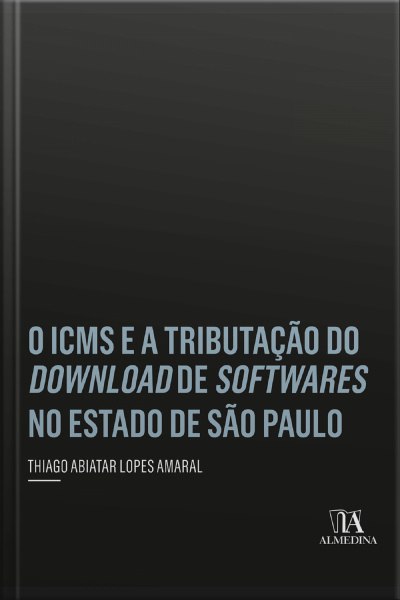 O ICMS E A TRIBUTAÇÃO DO
DOWNLOAD DE SOFTWARES
NO ESTADO DE SÃO PAULO
THIAGO ABIATAR LOPES AMARAL
ALMEDINA